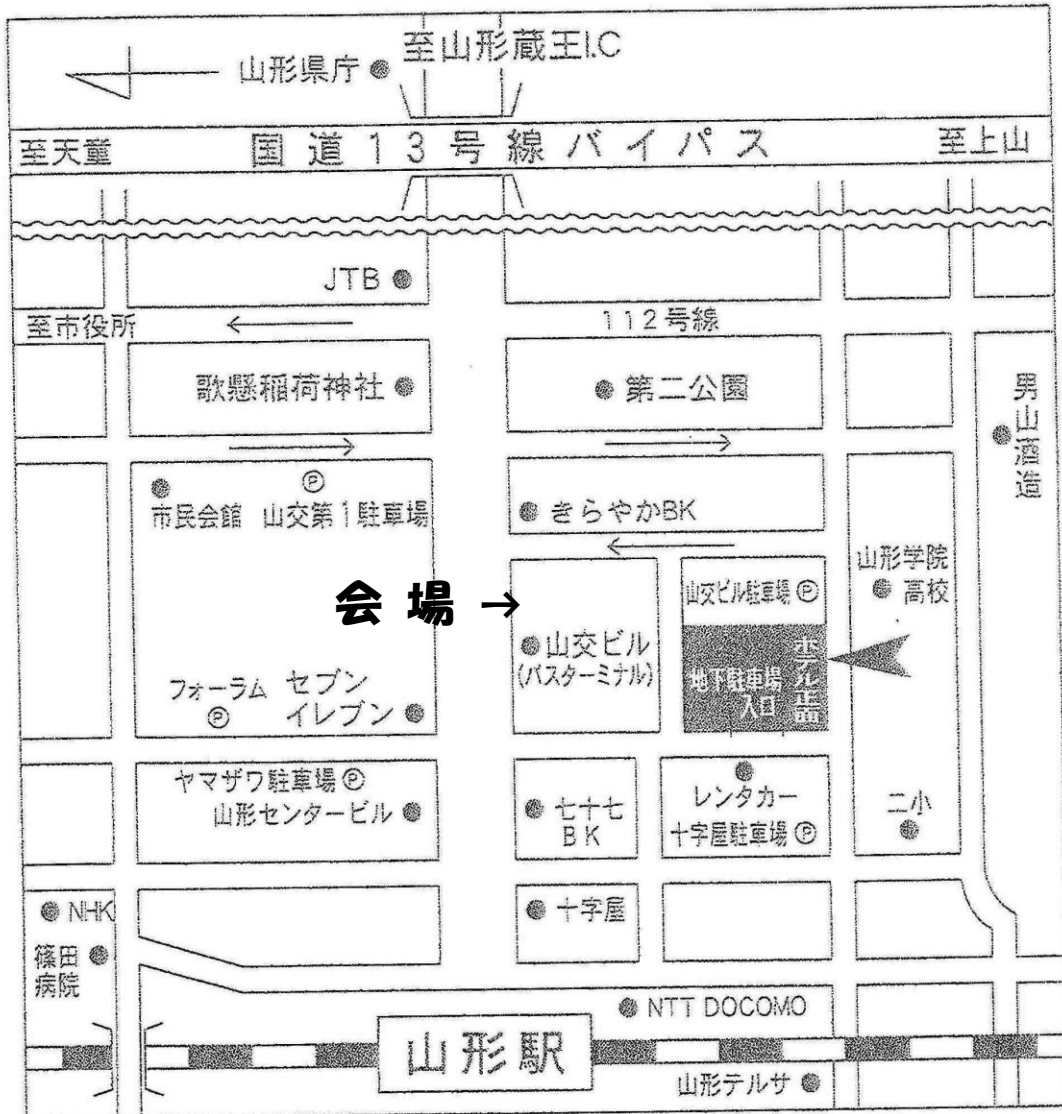 至山形蔵王I.C
山形県庁
至天童
国道13号線バイパス
至上山
JTB
至市役所
112号線
歌懸稲荷神社
第二公園
男山酒造
市民会館
Ⓟ
山交第1駐車場
きらやかBK
会場→
山交ビル
(バスターミナル)
山交ビル駐車場Ⓟ
地下駐車場
入口
ホテル正邸
山形学院
高校
フォーラム
Ⓟ
セブン
イレブン
ヤマザワ駐車場Ⓟ
山形センタービル
七十七
BK
レンタカー
十字屋駐車場Ⓟ
二小
NHK
篠田
病院
十字屋
NTT DOCOMO
山形駅
山形テルサ